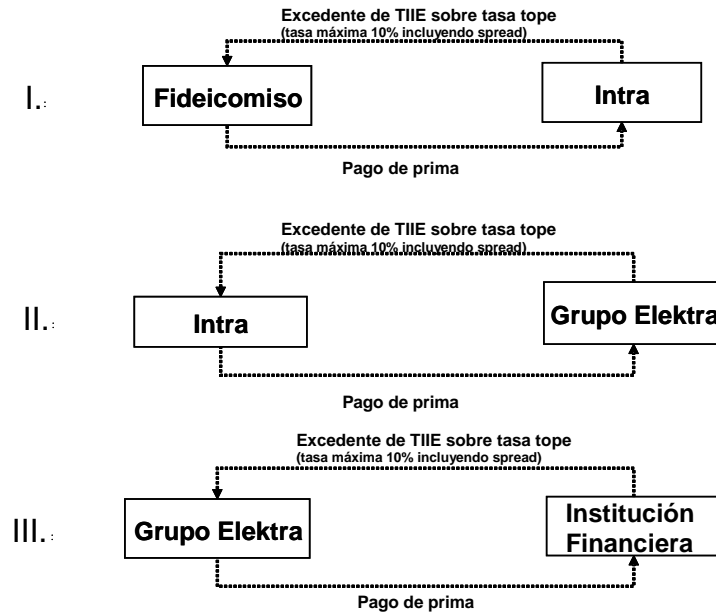 Excedente de TIIE sobre tasa tope
(tasa máxima 10% incluyendo spread)
I.:
Fideicomiso
Intra
Pago de prima
Excedente de TIIE sobre tasa tope
(tasa máxima 10% incluyendo spread)
II.:
Intra
Grupo Elektra
Pago de prima
Excedente de TIIE sobre tasa tope
(tasa máxima 10% incluyendo spread)
III.:
Grupo Elektra
Institución
Financiera
Pago de prima